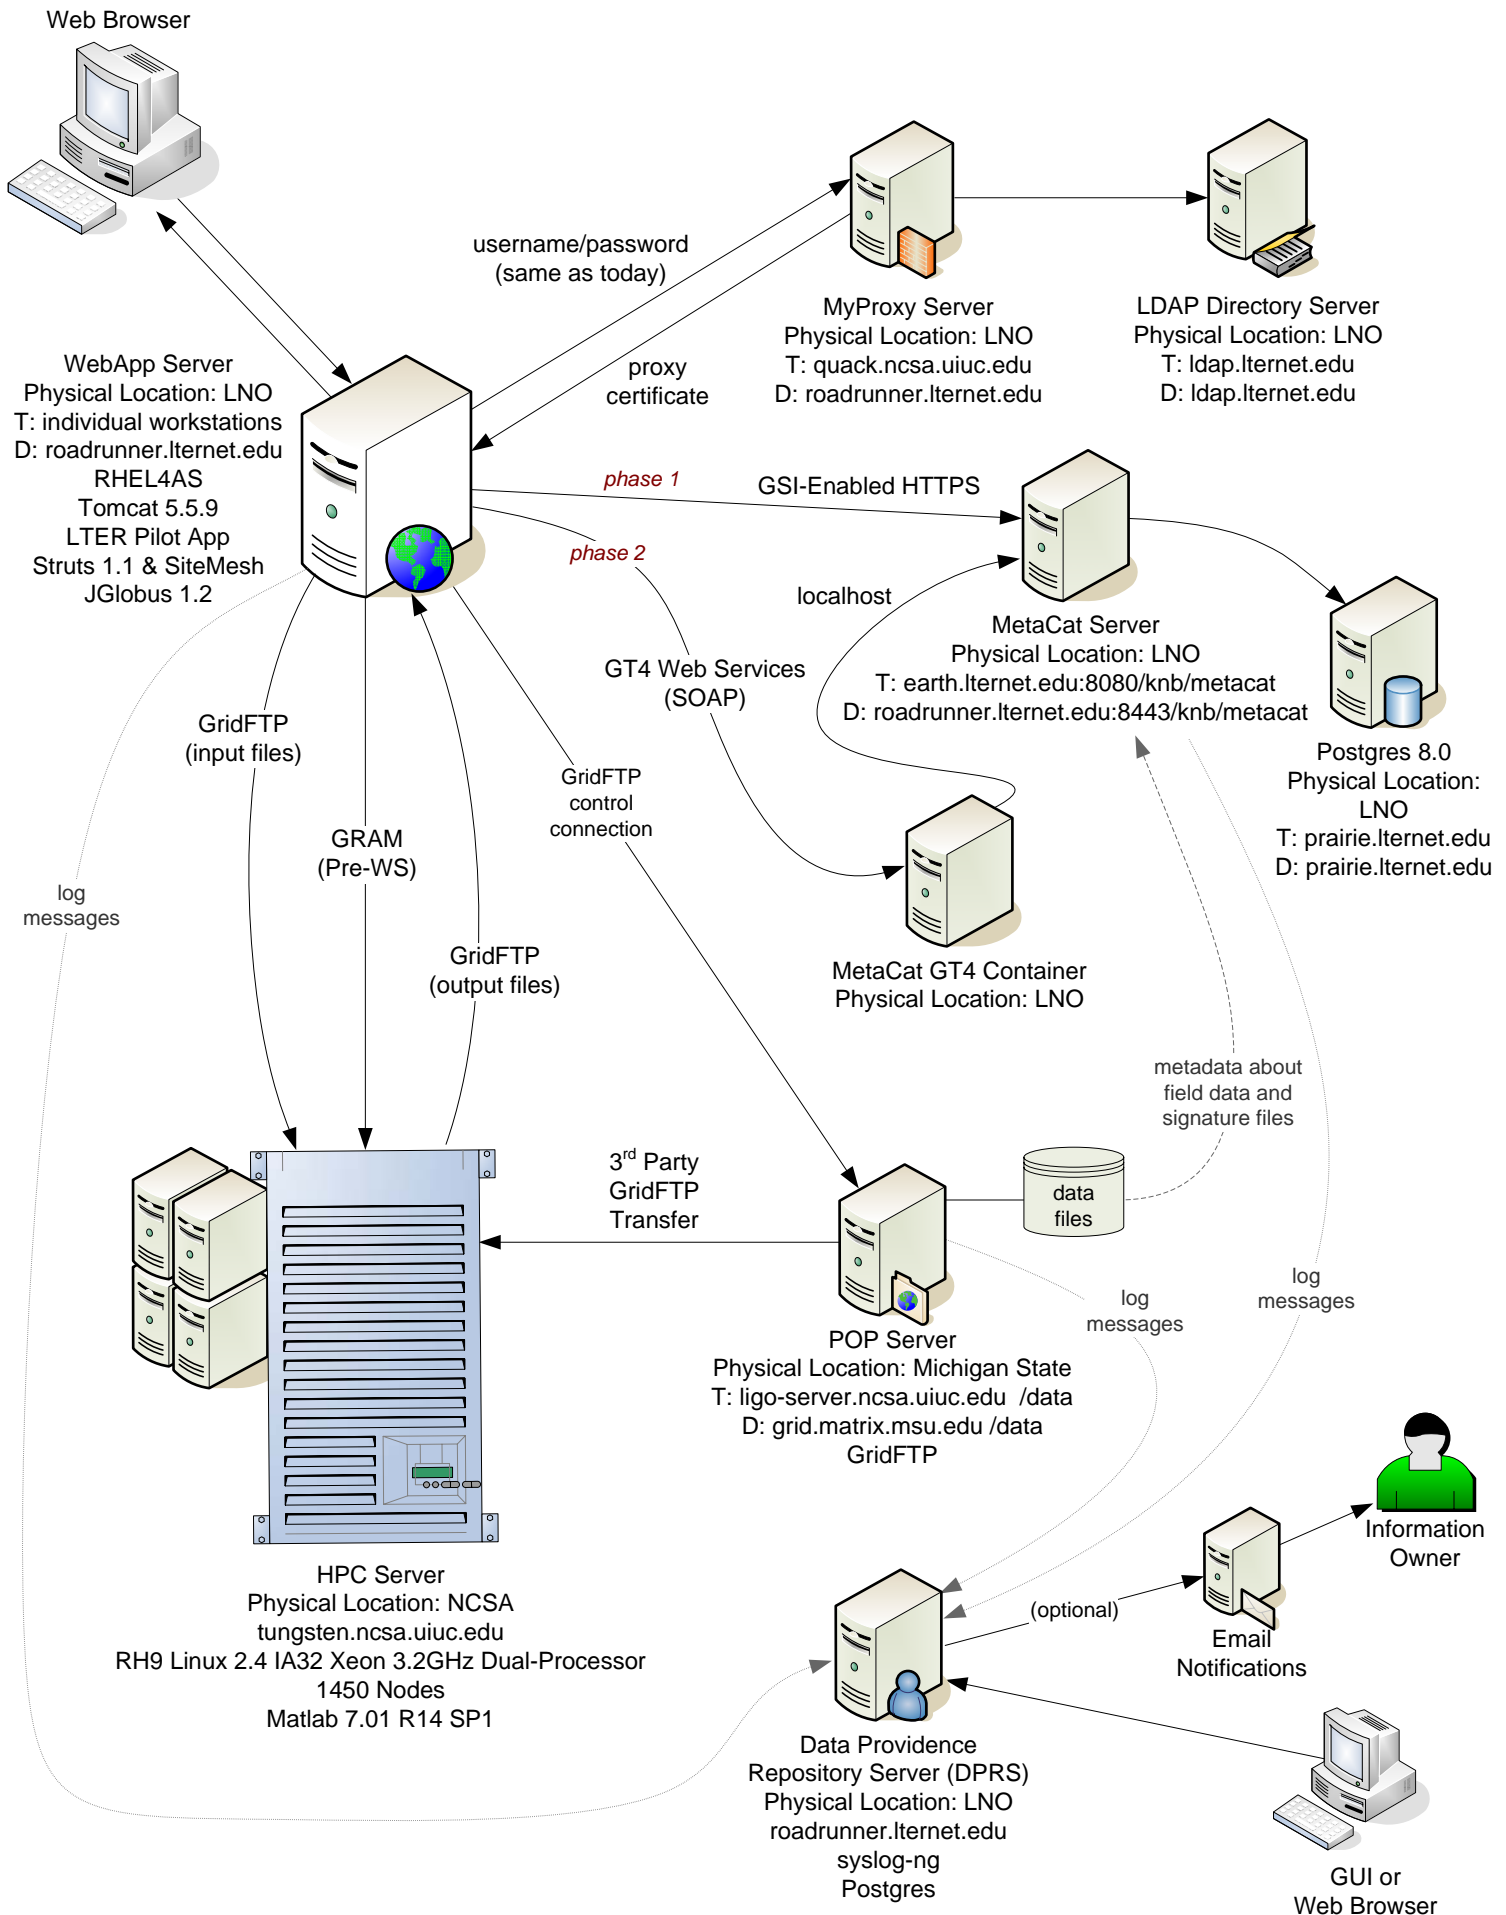 Web Browser
username/password
(same as today)
proxy
certificate
MyProxy Server
Physical Location: LNO
T: quack.ncsa.uiuc.edu
D: roadrunner.lternet.edu
LDAP Directory Server
Physical Location: LNO
T: ldap.lternet.edu
D: ldap.lternet.edu
WebApp Server
Physical Location: LNO
T: individual workstations
D: roadrunner.lternet.edu
RHEL4AS
Tomcat 5.5.9
LTER Pilot App
Struts 1.1 & SiteMesh
JGlobus 1.2
phase 1
GSI-Enabled HTTPS
phase 2
localhost
MetaCat Server
Physical Location: LNO
T: earth.lternet.edu:8080/knb/metacat
D: roadrunner.lternet.edu:8443/knb/metacat
GT4 Web Services
(SOAP)
Postgres 8.0
Physical Location:
LNO
T: prairie.lternet.edu
D: prairie.lternet.edu
GridFTP
(input files)
GRAM
(Pre-WS)
GridFTP
(output files)
GridFTP
control
connection
log
messages
MetaCat GT4 Container
Physical Location: LNO
metadata about
field data and
signature files
3rd Party
GridFTP
Transfer
data
files
log
messages
log
messages
POP Server
Physical Location: Michigan State
T: ligo-server.ncsa.uiuc.edu  /data
D: grid.matrix.msu.edu /data
GridFTP
Information
Owner
HPC Server
Physical Location: NCSA
tungsten.ncsa.uiuc.edu
RH9 Linux 2.4 IA32 Xeon 3.2GHz Dual-Processor
1450 Nodes
Matlab 7.01 R14 SP1
(optional)
Email
Notifications
Data Providence
Repository Server (DPRS)
Physical Location: LNO
roadrunner.lternet.edu
syslog-ng
Postgres
GUI or
Web Browser